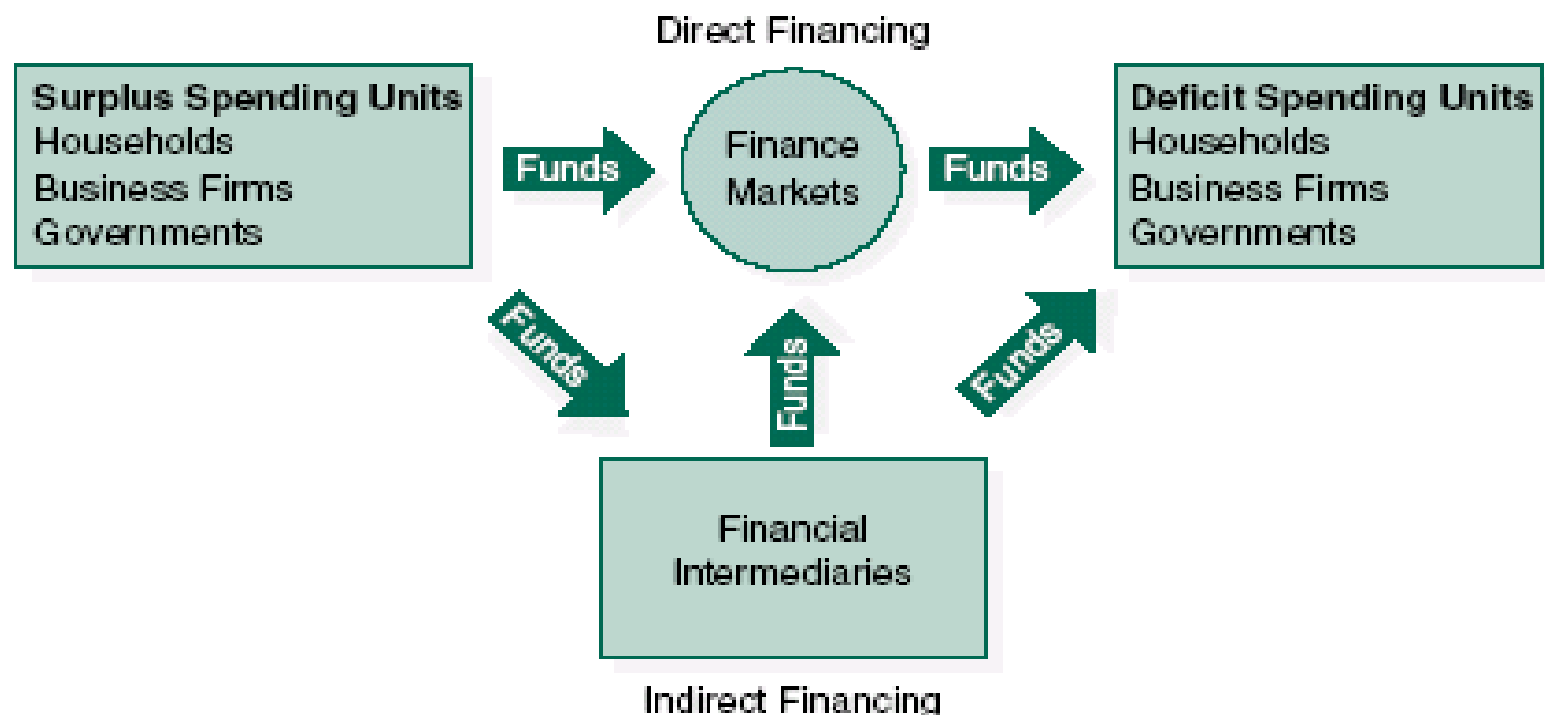 Direct Financing
Surplus Spending Units
Households
Business Firms
Governments
Funds
Finance
Markets
Funds
Deficit Spending Units
Households
Business Firms
Governments
Funds
Funds
Funds
Financial
Intermediaries
Indirect Financing